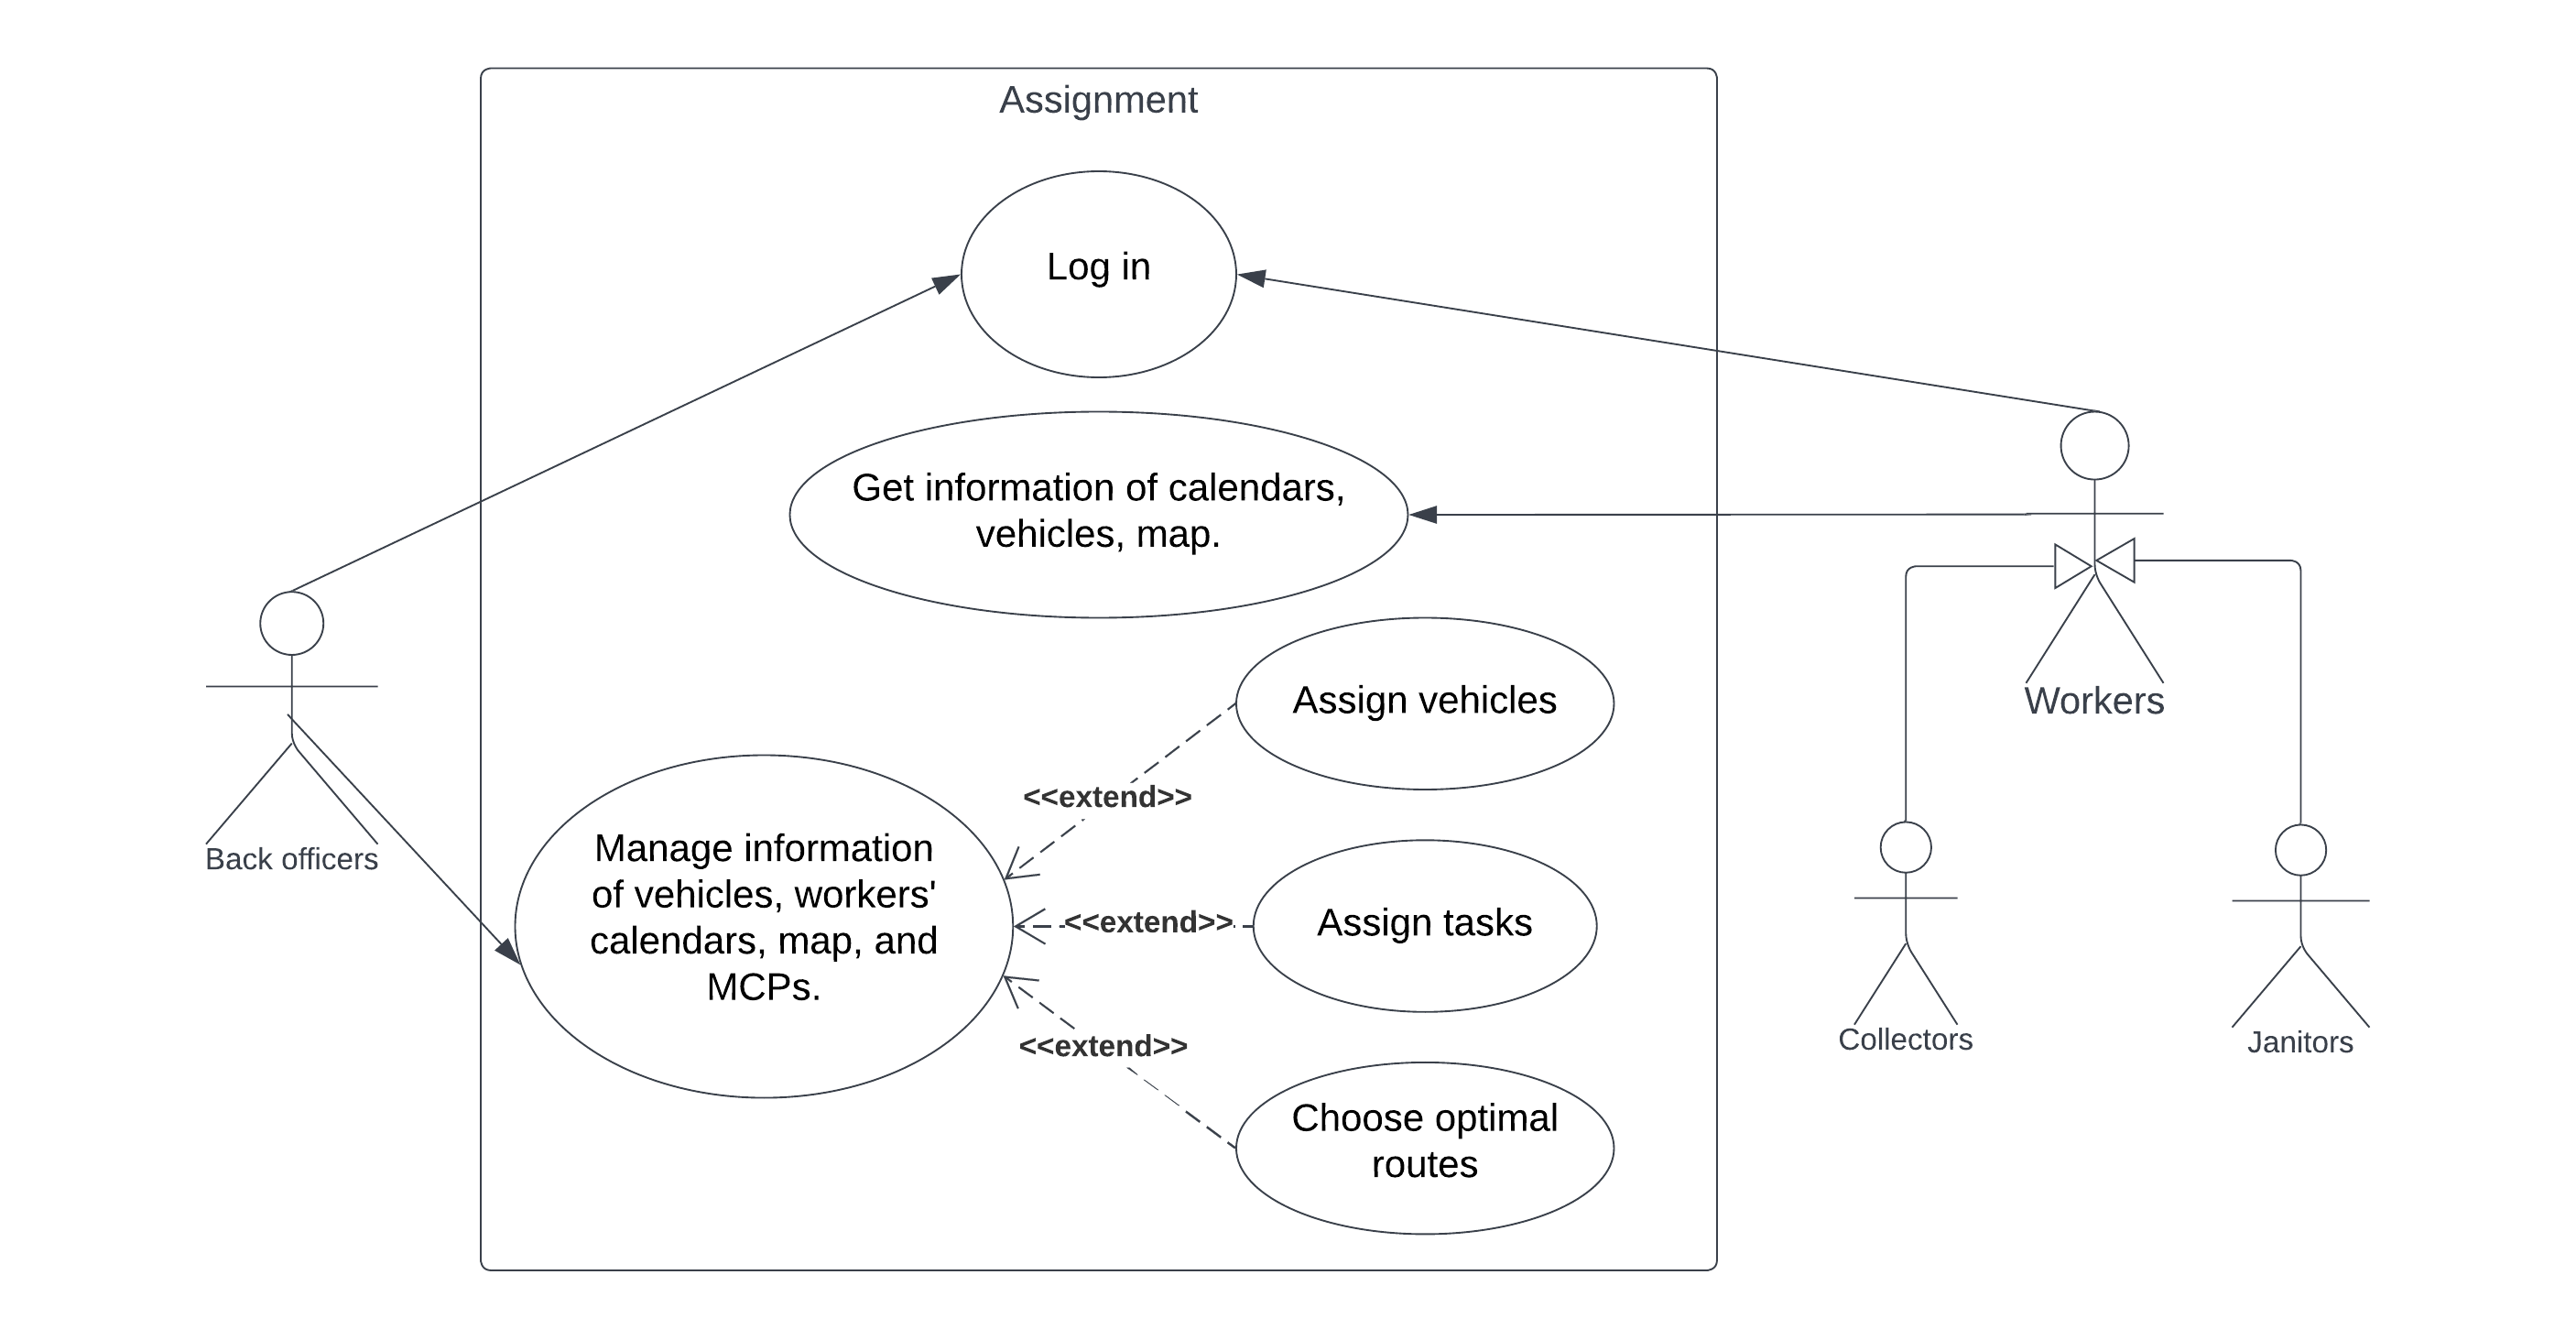 Assignment
Log in
Get information of calendars,
vehicles, map.
Assign vehicles
Workers
<<extend>>
Back officers
Manage information
of vehicles, workers'
calendars, map, and
MCPs.
<<extend>>
Assign tasks
Collectors
Janitors
<<extend>>
Choose optimal
routes